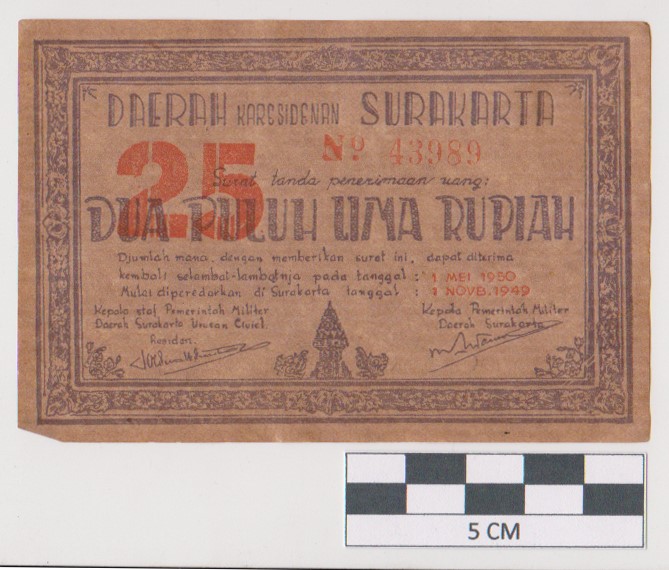 DAERAH KARESIDENAN SURAKARTA
25
No 43989
Surat tanda penerimaan uang:
DUA PULUH LIMA RUPIAH
Djumlah mana, dengan memberikan surat ini, dapat diterima
kembali selambat-lambatnja pada tanggal : 1 MEI 1950
Mulai diperedarkan di Surakarta tanggal : 1 NOVB. 1949
Kepala staf Pemerintah Militer
Daerah Surakarta Urusan Civiel
Residen.
Kepala Pemerintah Militer
Daerah Surakarta
5 CM